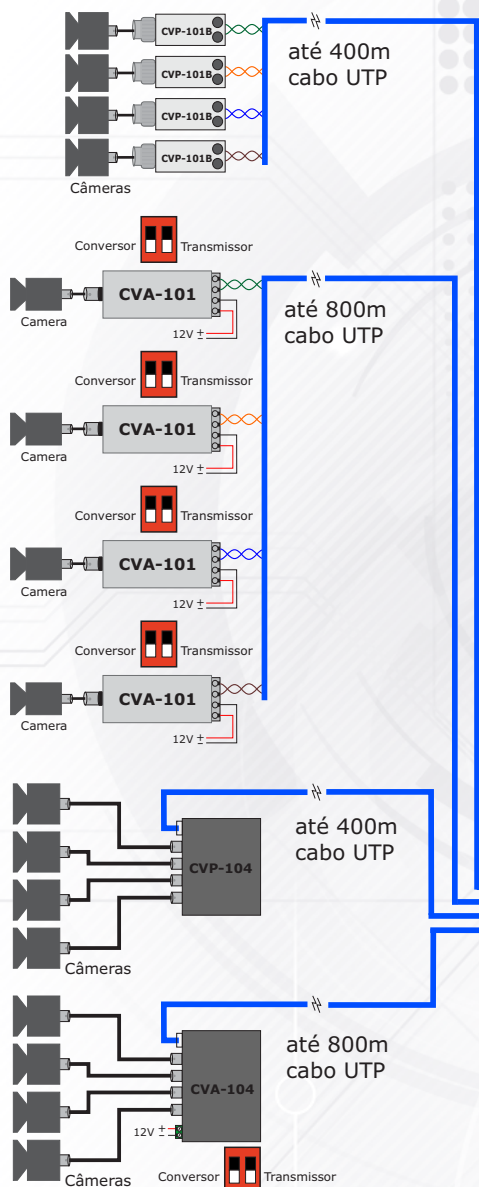 CVP-101B
CVP-101B
CVP-101B
CVP-101B
até 400m
cabo UTP
Câmeras
Conversor Transmissor
CVA-101
Camera
12V + -
até 800m
cabo UTP
Conversor Transmissor
CVA-101
Camera
12V + -
Conversor Transmissor
CVA-101
Camera
12V + -
Conversor Transmissor
CVA-101
Camera
12V + -
até 400m
cabo UTP
CVP-104
Câmeras
até 800m
cabo UTP
CVA-104
12V + -
Câmeras
Conversor Transmissor